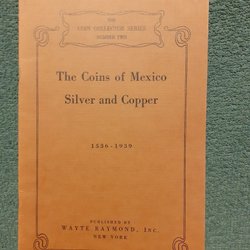 THE
COIN COLLECTOR SERIES
NUMBER TWO
The Coins of Mexico
Silver and Copper
1536-1939
PUBLISHED BY
WAYTE RAYMOND, INC.
NEW YORK